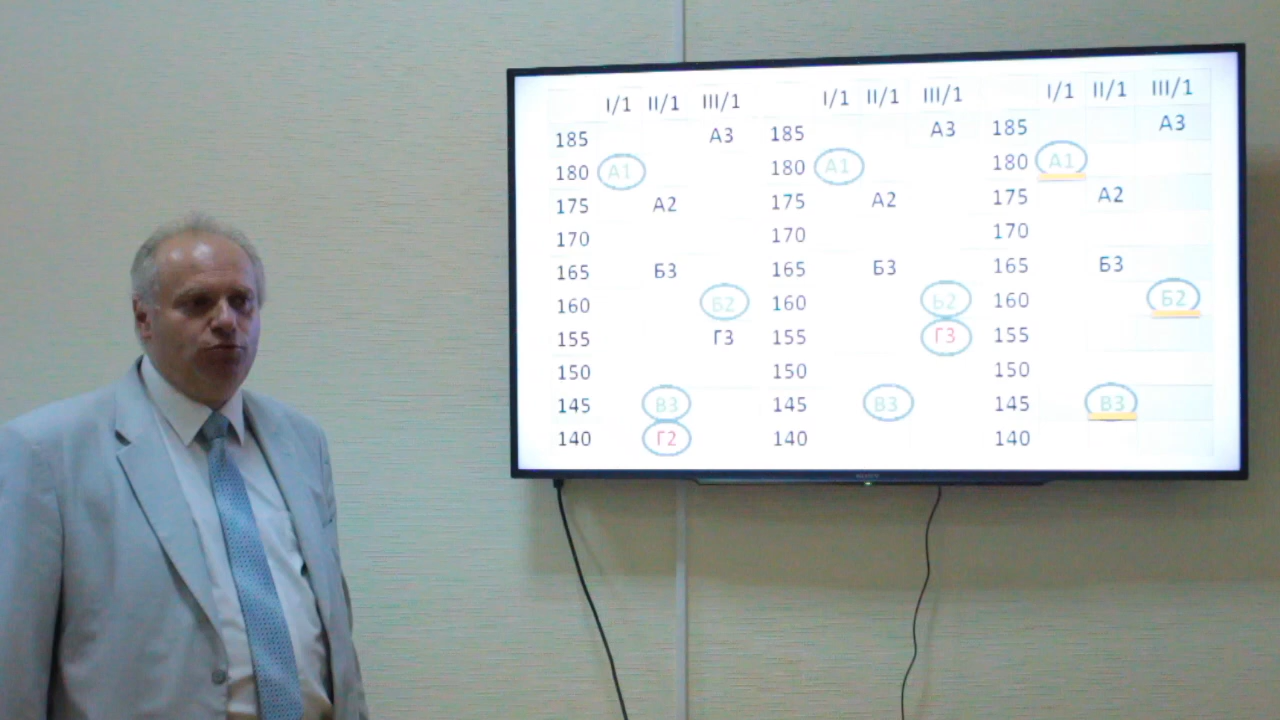 I/1 II/1 III/1 I/1 II/1 III/1 I/1 II/1 III/1
185 А3 185 А3 185 А3
180 А1 180 А1 180 А1
175 А2 175 А2 175 А2
170 170 170
165 Б3 165 Б3 165 Б3
160 Б2 160 Б2 160 Б2
155 Г3 155 Г3 155
150 150 150
145 В3 145 В3 145 В3
140 Г2 140 140